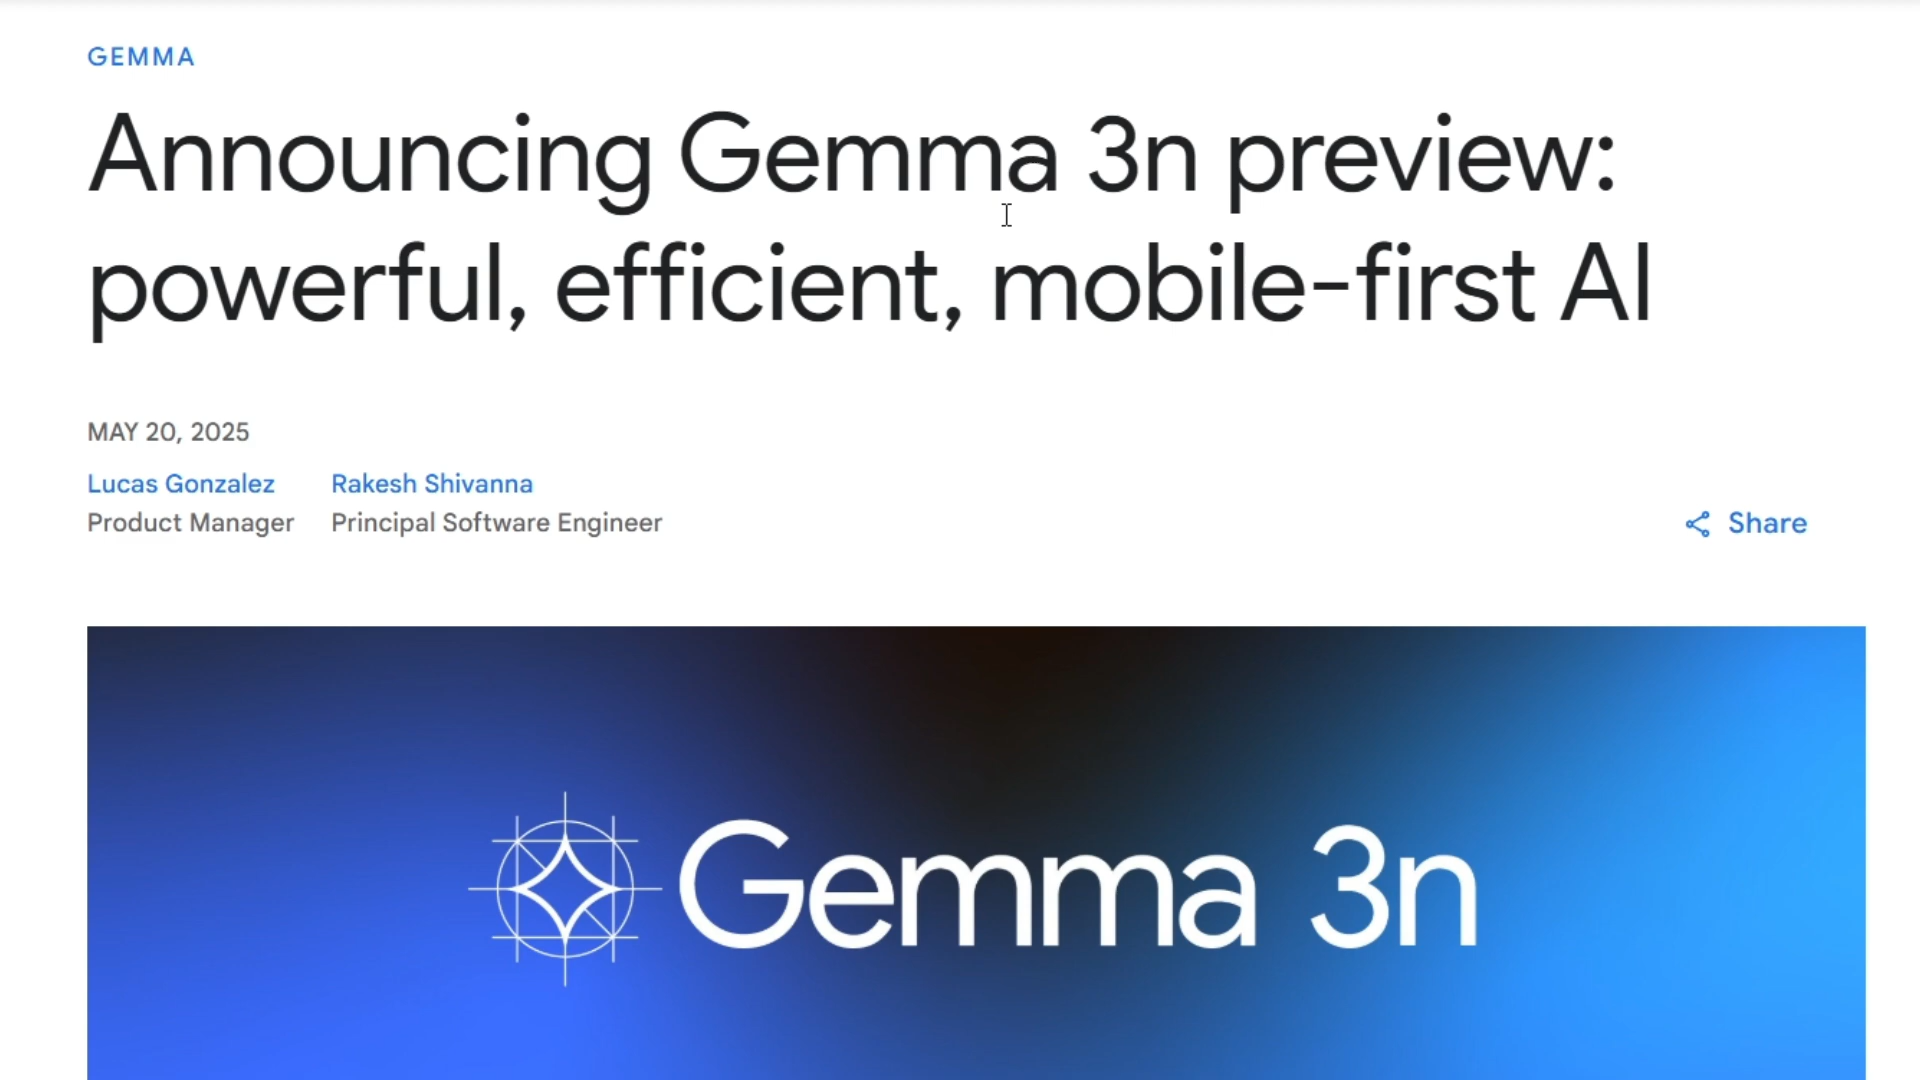 GEMMA
Announcing Gemma 3n preview:
powerful, efficient, mobile-first AI
MAY 20, 2025
Lucas Gonzalez
Product Manager
Rakesh Shivanna
Principal Software Engineer
Share
Gemma 3n